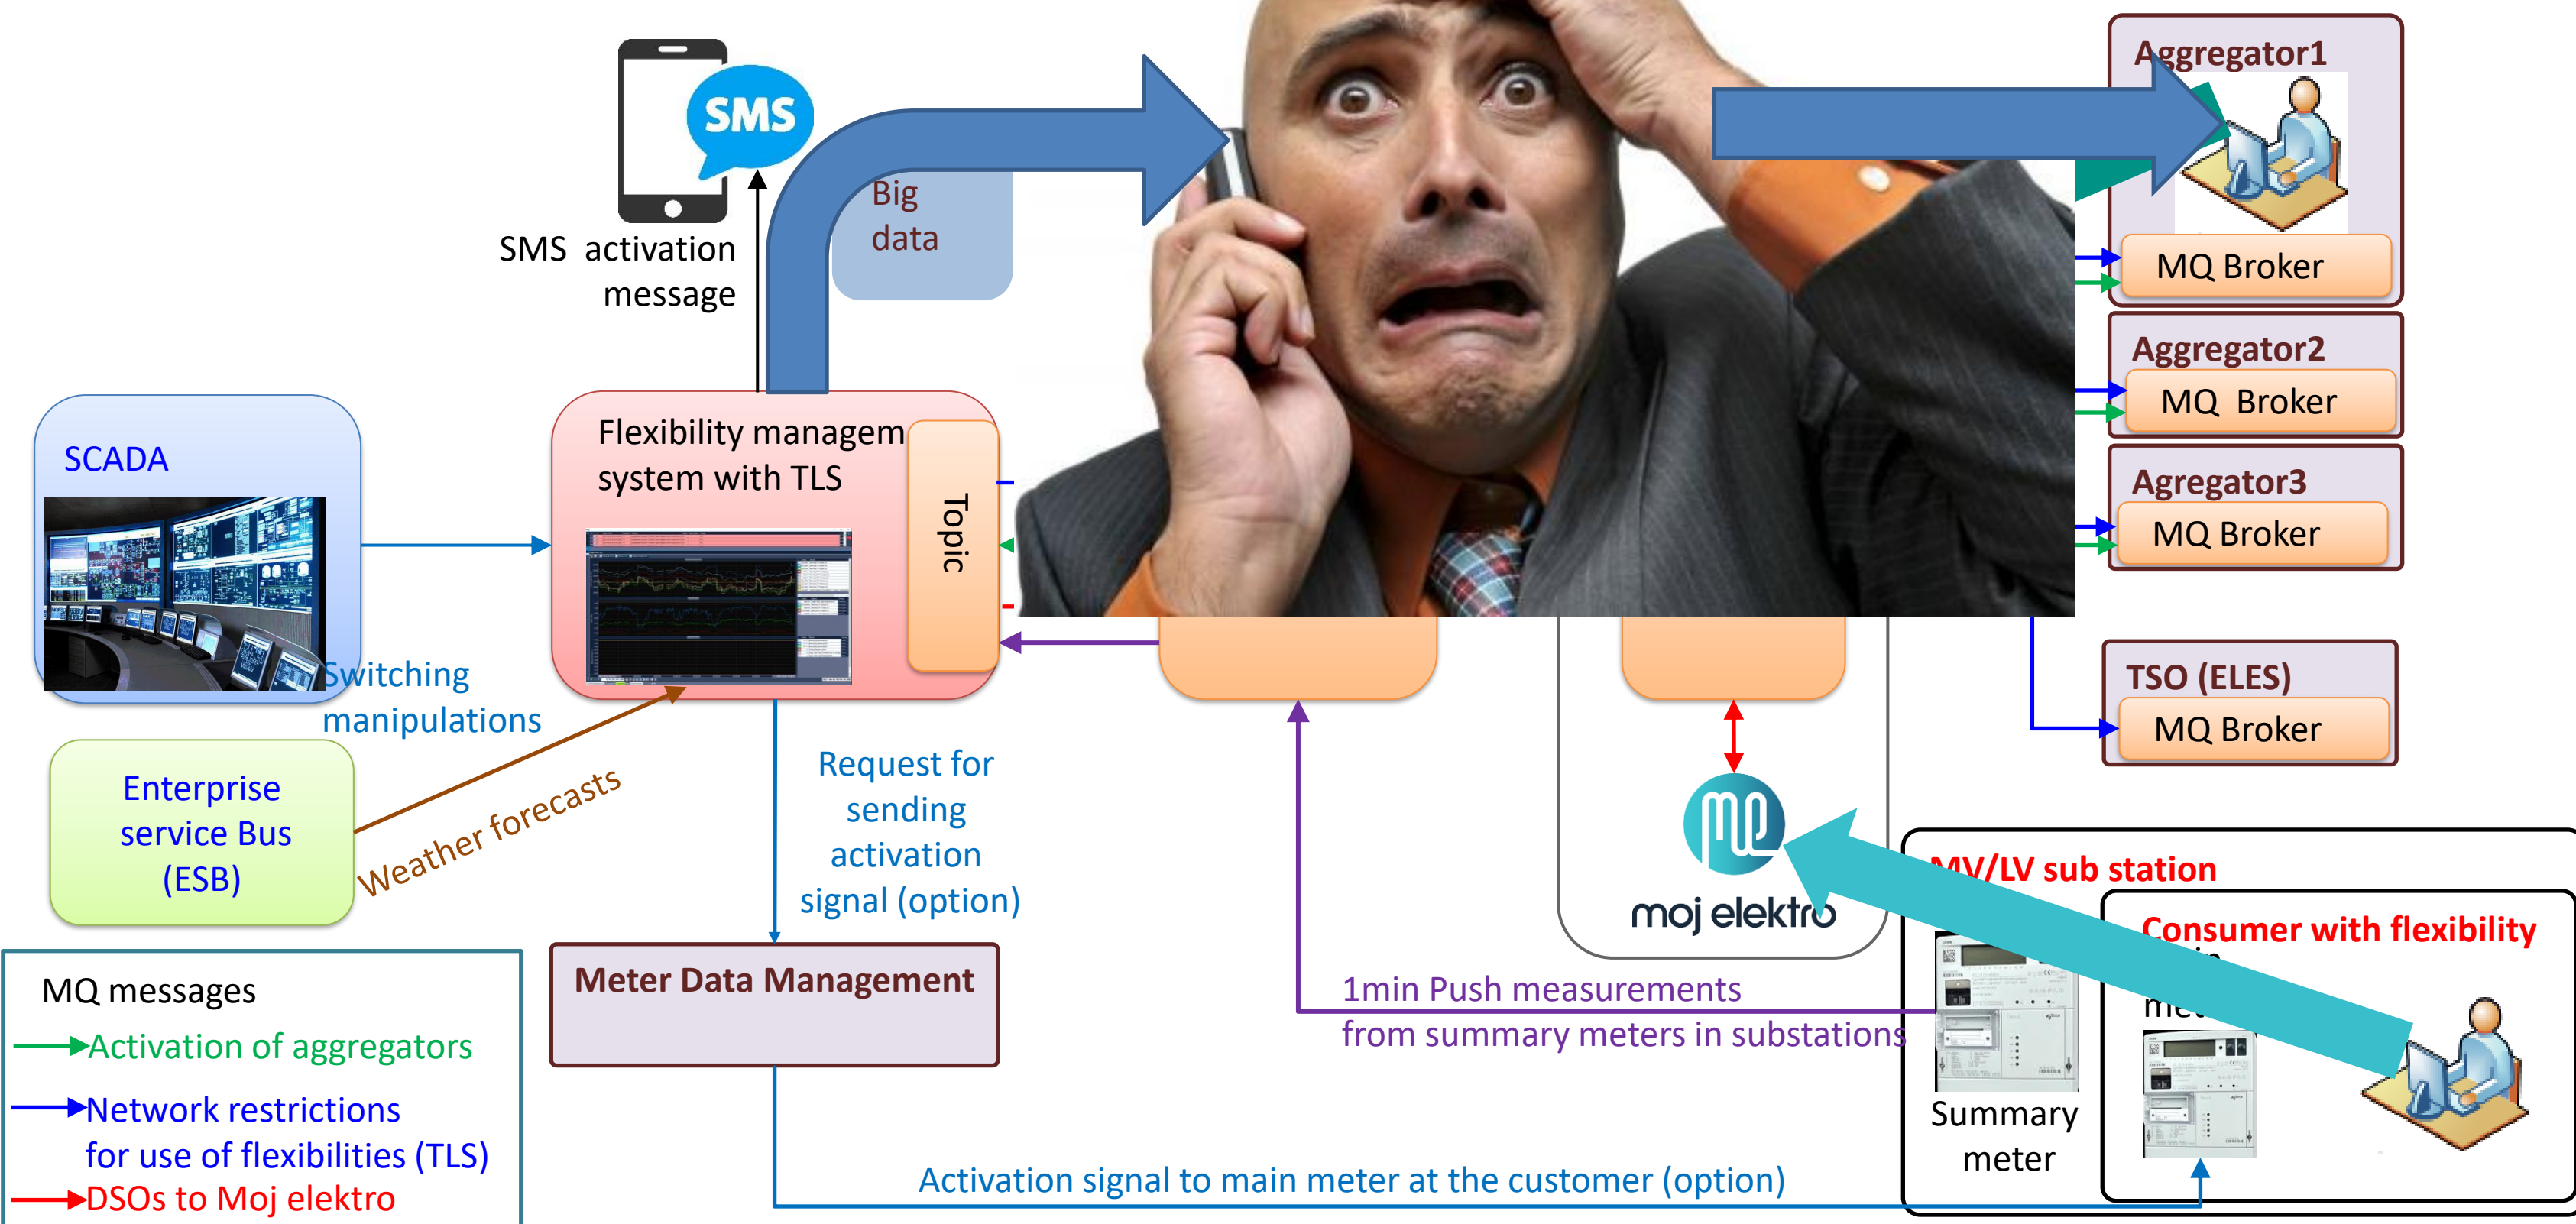 SMS
SMS activation
message
Big
data
Aggregator1
MQ Broker
Aggregator2
MQ Broker
Agregator3
MQ Broker
TSO (ELES)
MQ Broker
SCADA
Flexibility managem
system with TLS
Topic
Switching
manipulations
Enterprise
service Bus
(ESB)
Weather forecasts
Request for
sending
activation
signal (option)
Meter Data Management
moj elektro
MV/LV sub station
Consumer with flexibility
1min Push measurements
from summary meters in substations
Summary
meter
Activation signal to main meter at the customer (option)
MQ messages
Activation of aggregators
Network restrictions
for use of flexibilities (TLS)
DSOs to Moj elektro